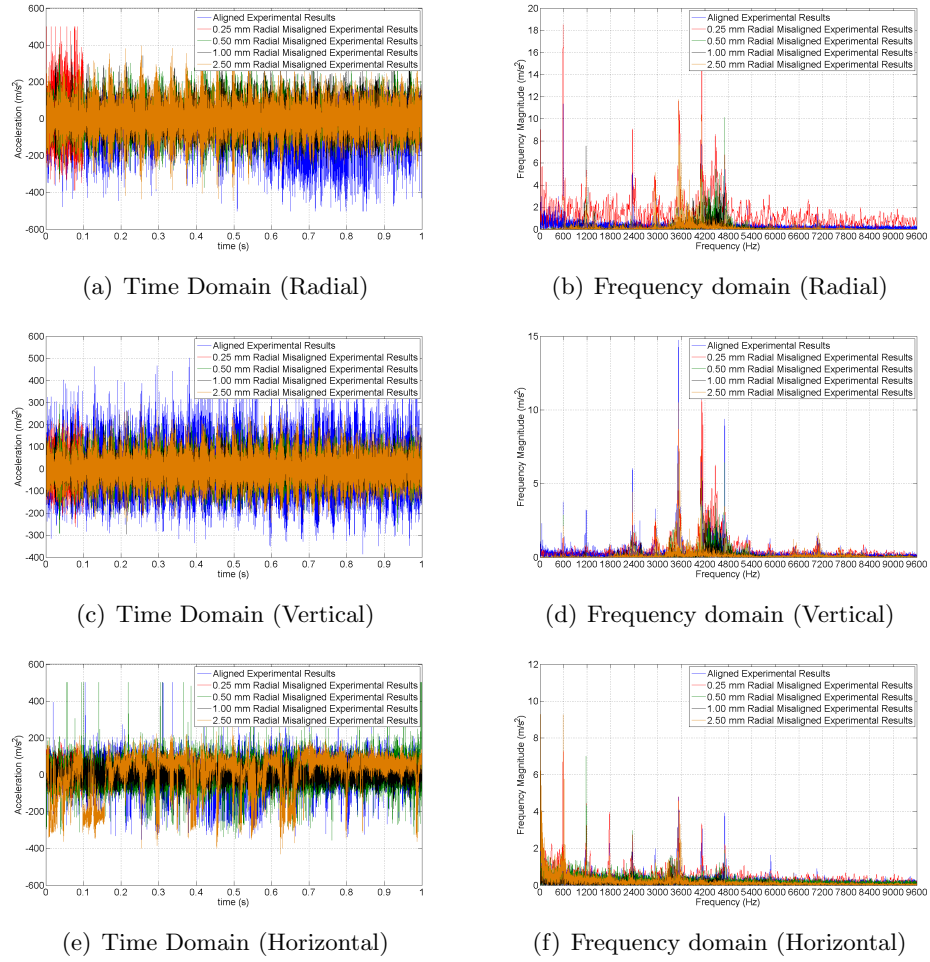 600
400
200
0
-200
-400
-600
Acceleration (m/s²)
0 0.1 0.2 0.3 0.4 0.5 0.6 0.7 0.8 0.9 1
time (s)
Aligned Experimental Results
0.25 mm Radial Misaligned Experimental Results
0.50 mm Radial Misaligned Experimental Results
1.00 mm Radial Misaligned Experimental Results
2.50 mm Radial Misaligned Experimental Results
(a) Time Domain (Radial)
20
18
16
14
12
10
8
6
4
2
0
Frequency Magnitude (m/s²)
0 600 1200 1800 2400 3000 3600 4200 4800 5400 6000 6600 7200 7800 8400 9000 9600
Frequency (Hz)
Aligned Experimental Results
0.25 mm Radial Misaligned Experimental Results
0.50 mm Radial Misaligned Experimental Results
1.00 mm Radial Misaligned Experimental Results
2.50 mm Radial Misaligned Experimental Results
(b) Frequency domain (Radial)
600
500
400
300
200
100
0
-100
-200
-300
-400
Acceleration (m/s²)
0 0.1 0.2 0.3 0.4 0.5 0.6 0.7 0.8 0.9 1
time (s)
Aligned Experimental Results
0.25 mm Radial Misaligned Experimental Results
0.50 mm Radial Misaligned Experimental Results
1.00 mm Radial Misaligned Experimental Results
2.50 mm Radial Misaligned Experimental Results
(c) Time Domain (Vertical)
15
10
5
0
Frequency Magnitude (m/s²)
0 600 1200 1800 2400 3000 3600 4200 4800 5400 6000 6600 7200 7800 8400 9000 9600
Frequency (Hz)
Aligned Experimental Results
0.25 mm Radial Misaligned Experimental Results
0.50 mm Radial Misaligned Experimental Results
1.00 mm Radial Misaligned Experimental Results
2.50 mm Radial Misaligned Experimental Results
(d) Frequency domain (Vertical)
600
400
200
0
-200
-400
-600
Acceleration (m/s²)
0 0.1 0.2 0.3 0.4 0.5 0.6 0.7 0.8 0.9 1
time (s)
Aligned Experimental Results
0.25 mm Radial Misaligned Experimental Results
0.50 mm Radial Misaligned Experimental Results
1.00 mm Radial Misaligned Experimental Results
2.50 mm Radial Misaligned Experimental Results
(e) Time Domain (Horizontal)
12
10
8
6
4
2
0
Frequency Magnitude (m/s²)
0 600 1200 1800 2400 3000 3600 4200 4800 5400 6000 6600 7200 7800 8400 9000 9600
Frequency (Hz)
Aligned Experimental Results
0.25 mm Radial Misaligned Experimental Results
0.50 mm Radial Misaligned Experimental Results
1.00 mm Radial Misaligned Experimental Results
2.50 mm Radial Misaligned Experimental Results
(f) Frequency domain (Horizontal)